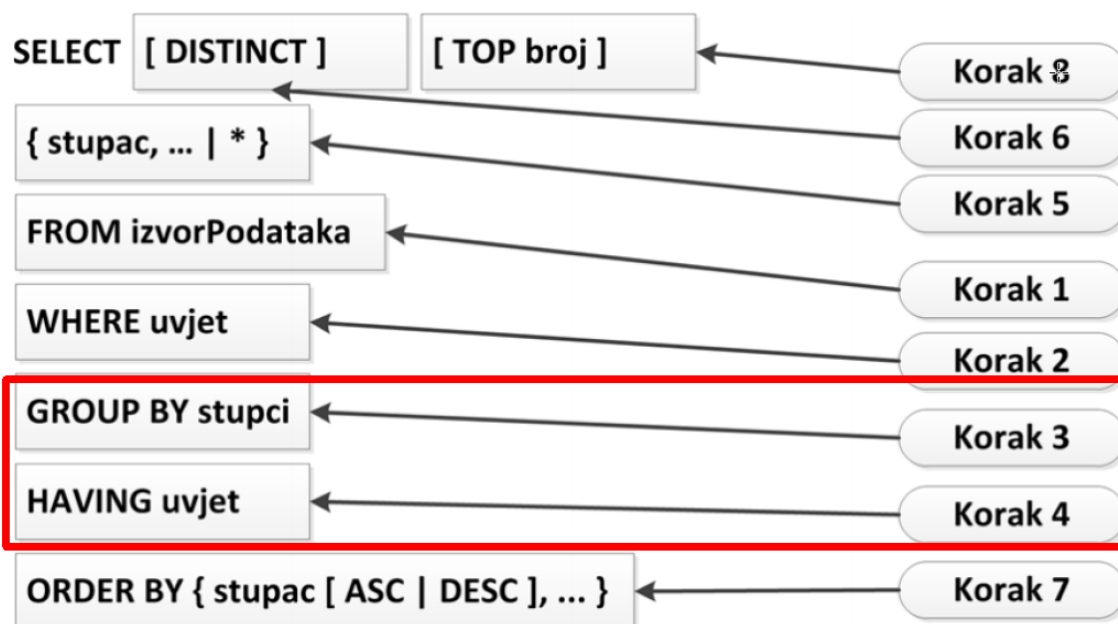 SELECT [ DISTINCT ] [ TOP broj ] Korak 8
Korak 6
{ stupac, ... | * }
Korak 5
FROM izvorPodataka
Korak 1
WHERE uvjet
Korak 2
GROUP BY stupci
Korak 3
HAVING uvjet
Korak 4
ORDER BY { stupac [ ASC | DESC ], ... } Korak 7